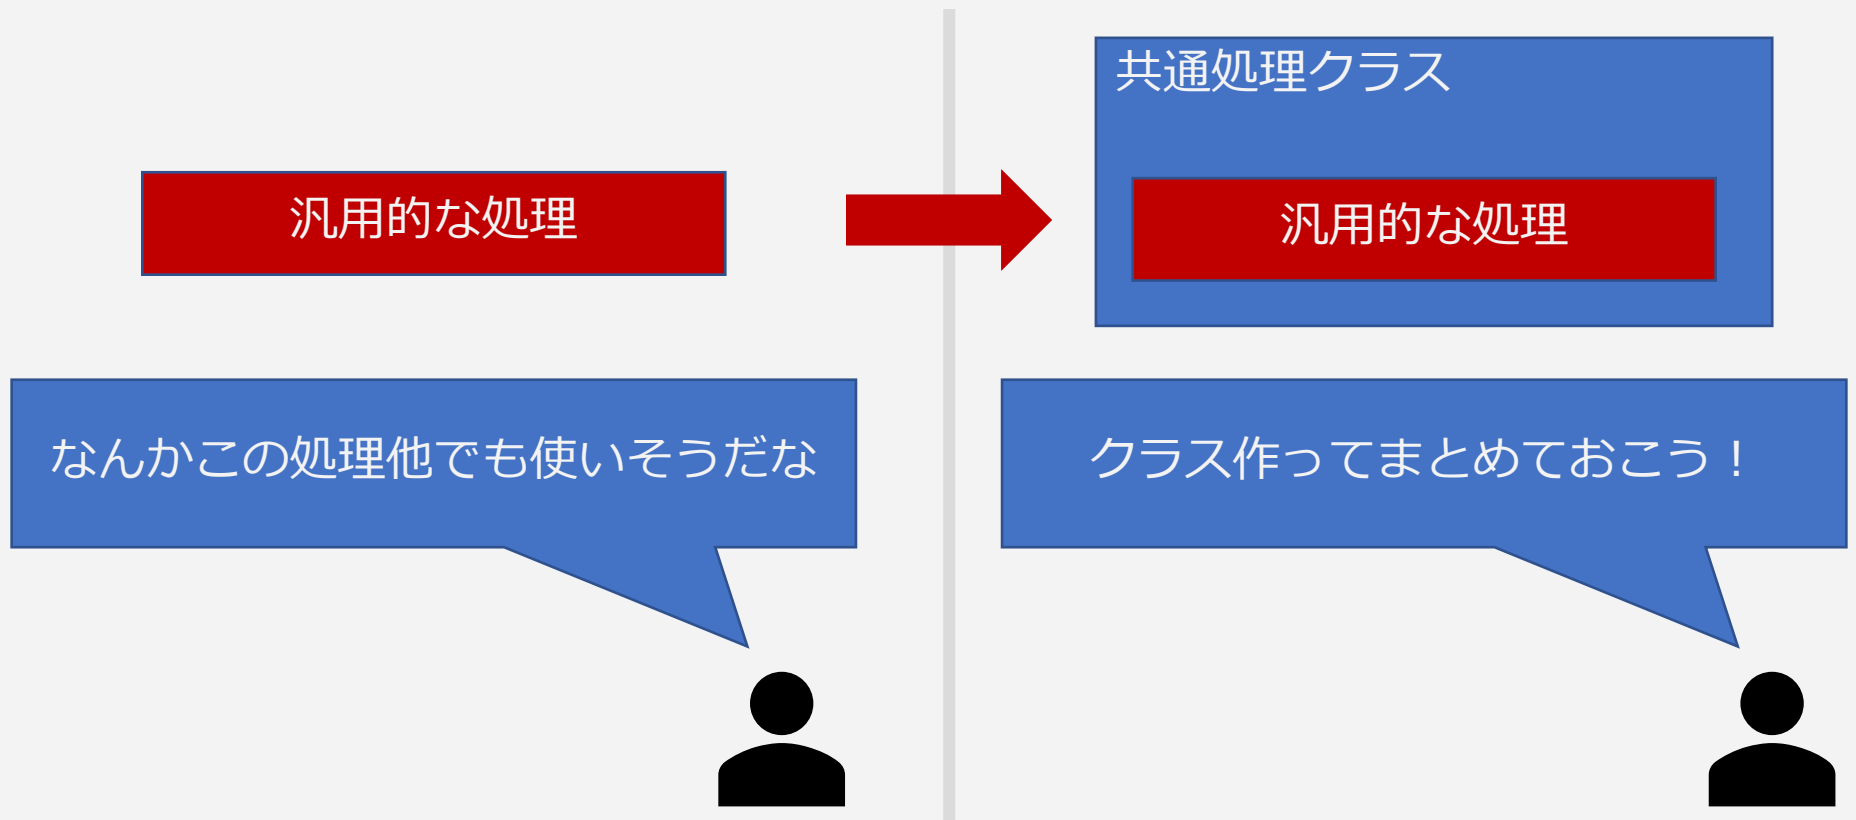 汎用的な処理
なんかこの処理他でも使いそうだな
共通処理クラス
汎用的な処理
クラス作ってまとめておこう！